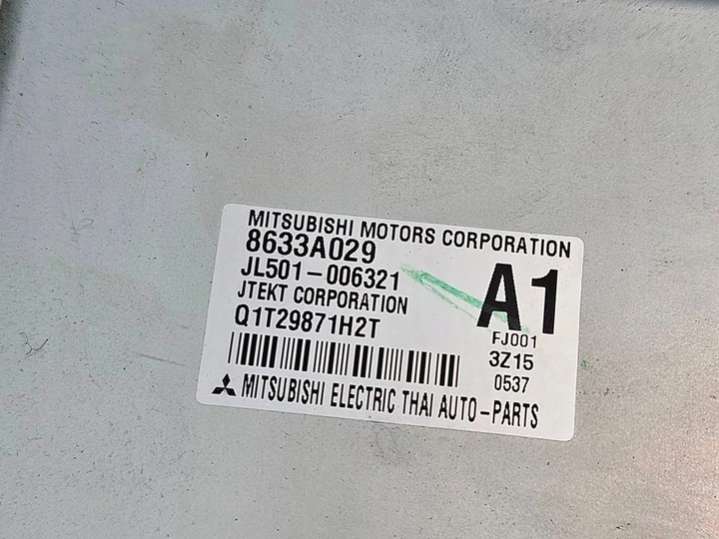 MITSUBISHI MOTORS CORPORATION
8633A029
JL501-006321
JTEKT CORPORATION
Q1T29871H2T
A1
FJ001
3Z15
0537
MITSUBISHI ELECTRIC THAI AUTO-PARTS